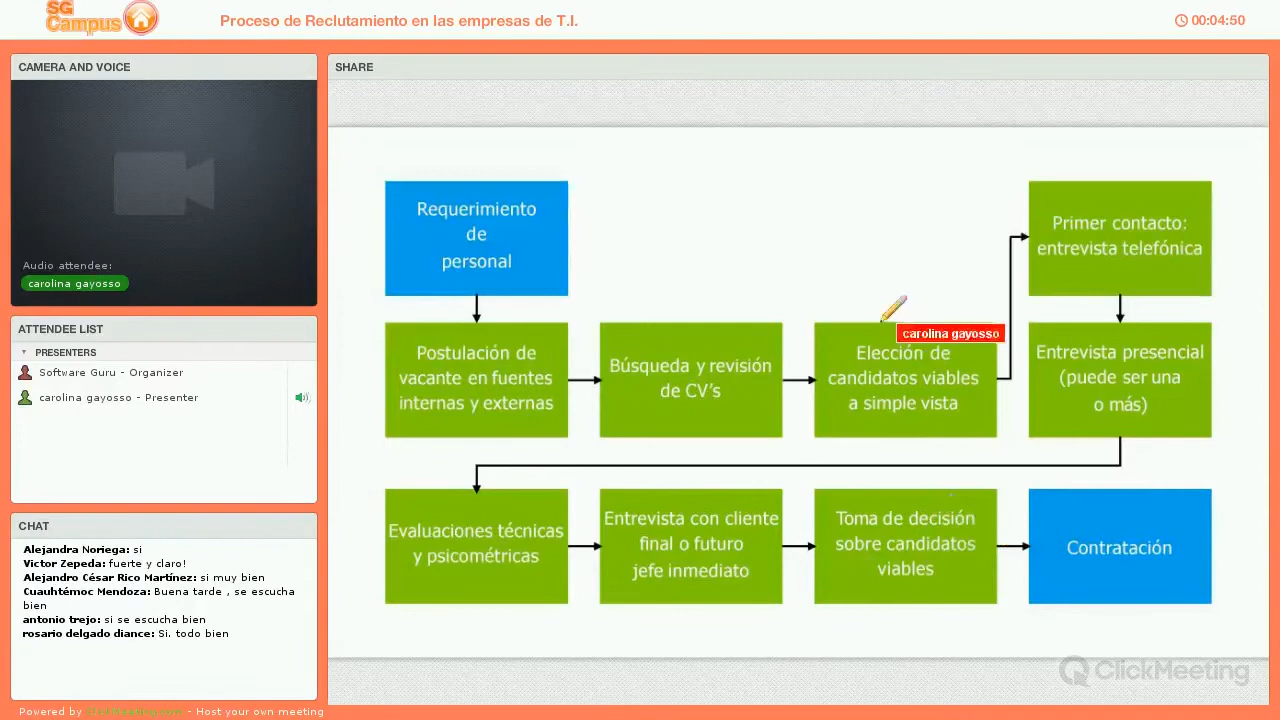 SG
Campus
Proceso de Reclutamiento en las empresas de T.I.
00:04:50
CAMERA AND VOICE
Audio attendee:
carolina gayosso
ATTENDEE LIST
PRESENTERS
Software Guru - Organizer
carolina gayosso - Presenter
CHAT
Alejandra Noriega: si
Victor Zepeda: fuerte y claro!
Alejandro César Rico Martínez: si muy bien
Cuauhtémoc Mendoza: Buena tarde , se escucha
bien
antonio trejo: si se escucha bien
rosario delgado diance: Si. todo bien
Powered by
- Host your own meeting
SHARE
Requerimiento
de
personal
Postulación de
vacante en fuentes
internas y externas
Búsqueda y revisión
de CV's
carolina gayosso
Elección de
candidatos viables
a simple vista
Primer contacto:
entrevista telefónica
Entrevista presencial
(puede ser una
o más)
Evaluaciones técnicas
y psicométricas
Entrevista con cliente
final o futuro
jefe inmediato
Toma de decisión
sobre candidatos
viables
Contratación
ClickMeeting